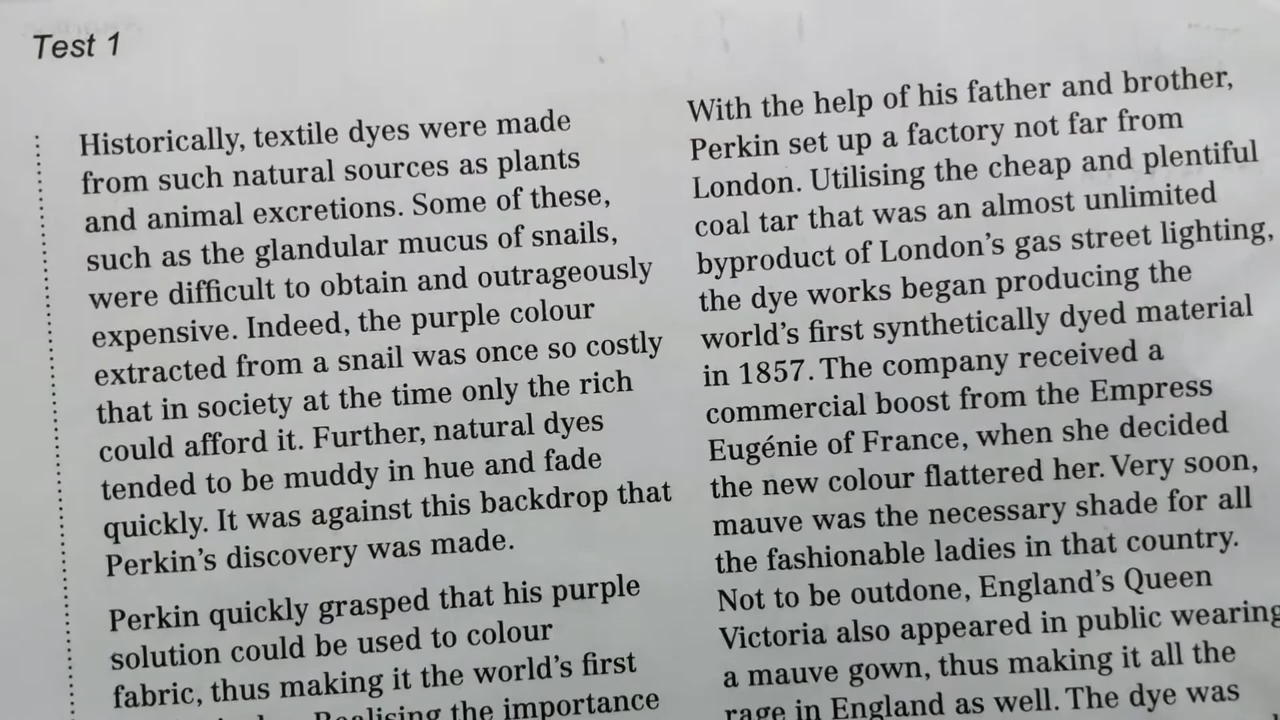 Test 1
Historically, textile dyes were made
from such natural sources as plants
and animal excretions. Some of these,
such as the glandular mucus of snails,
were difficult to obtain and outrageously
expensive. Indeed, the purple colour
extracted from a snail was once so costly
that in society at the time only the rich
could afford it. Further, natural dyes
tended to be muddy in hue and fade
quickly. It was against this backdrop that
Perkin's discovery was made.
Perkin quickly grasped that his purple
solution could be used to colour
fabric, thus making it the world's first
Realising the importance
With the help of his father and brother,
Perkin set up a factory not far from
London. Utilising the cheap and plentiful
coal tar that was an almost unlimited
byproduct of London's gas street lighting,
the dye works began producing the
world's first synthetically dyed material
in 1857. The company received a
commercial boost from the Empress
Eugénie of France, when she decided
the new colour flattered her. Very soon,
mauve was the necessary shade for all
the fashionable ladies in that country.
Not to be outdone, England's Queen
Victoria also appeared in public wearing
a mauve gown, thus making it all the
rage in England as well. The dye was